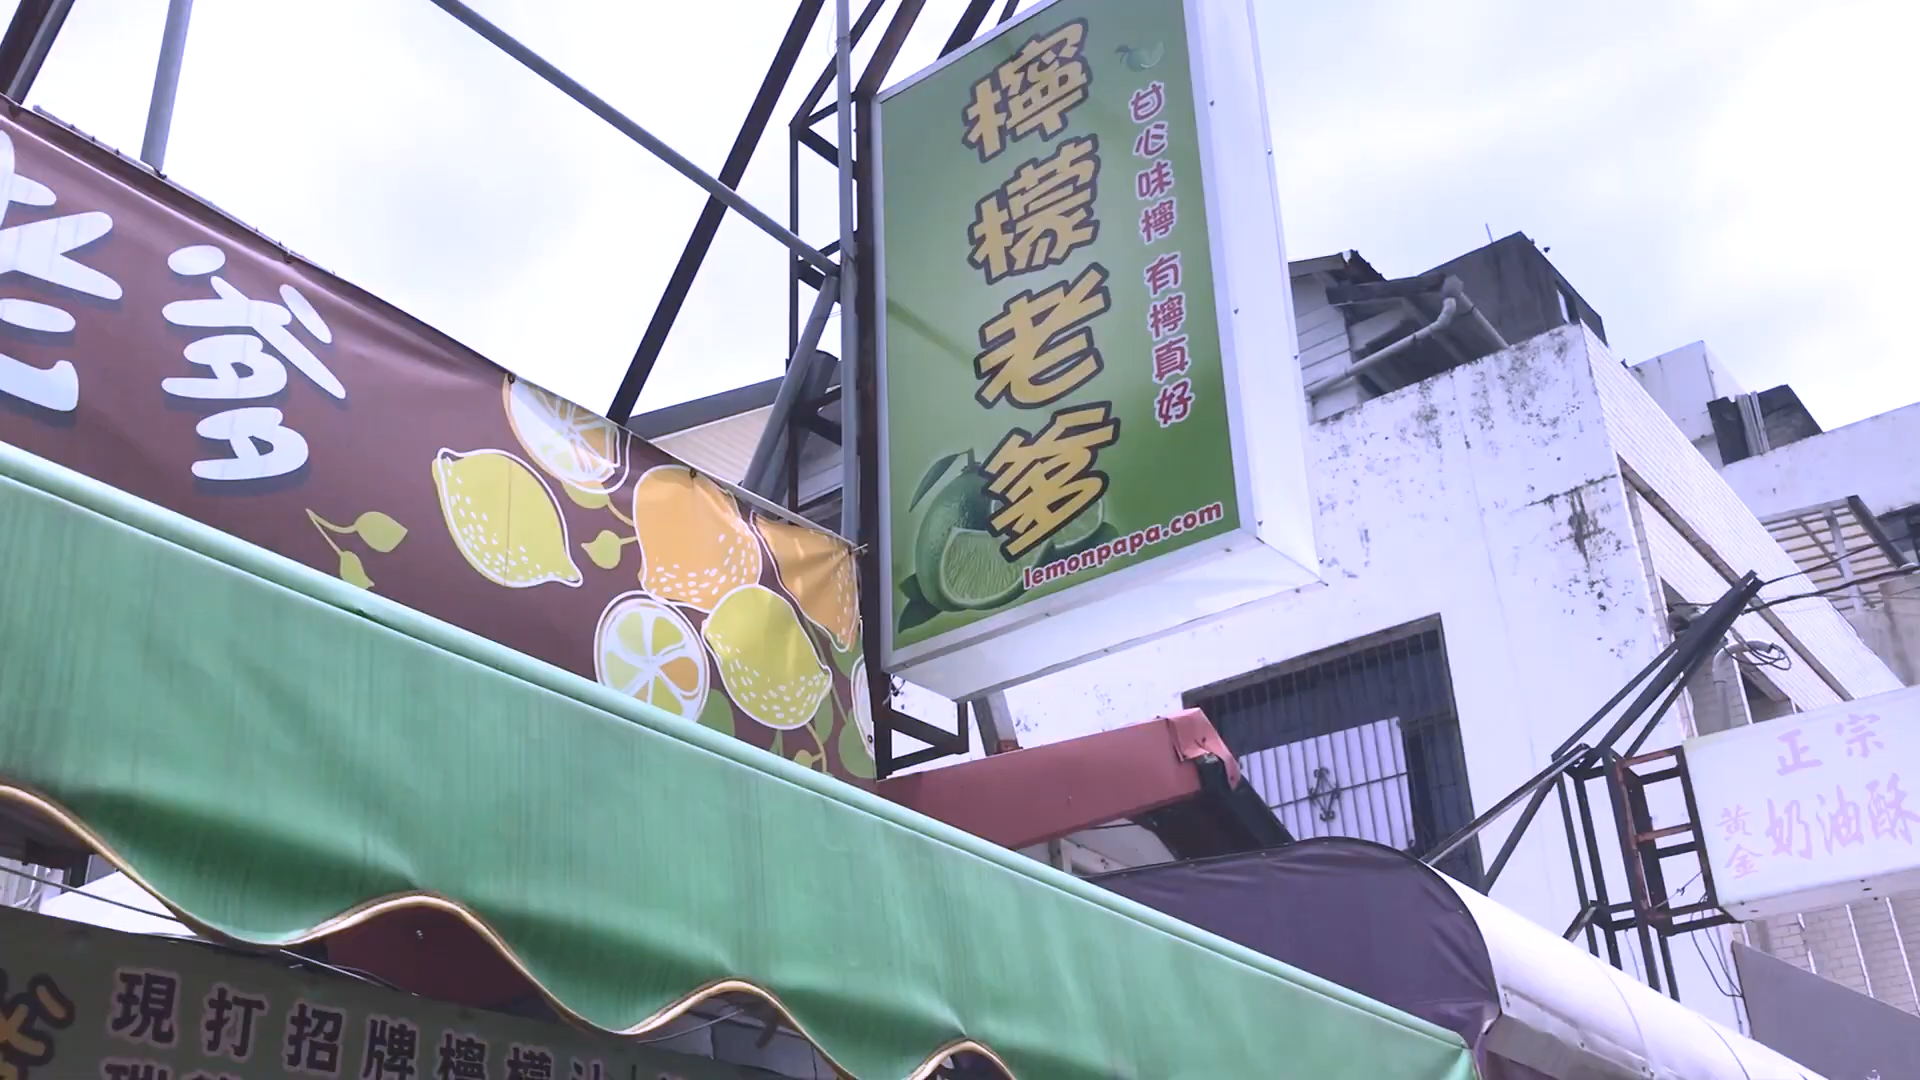 檸檬老爹
甘心味檸 有檸真好
lemonpapa.com
正宗
黃金
奶油酥
現打招牌檸檬